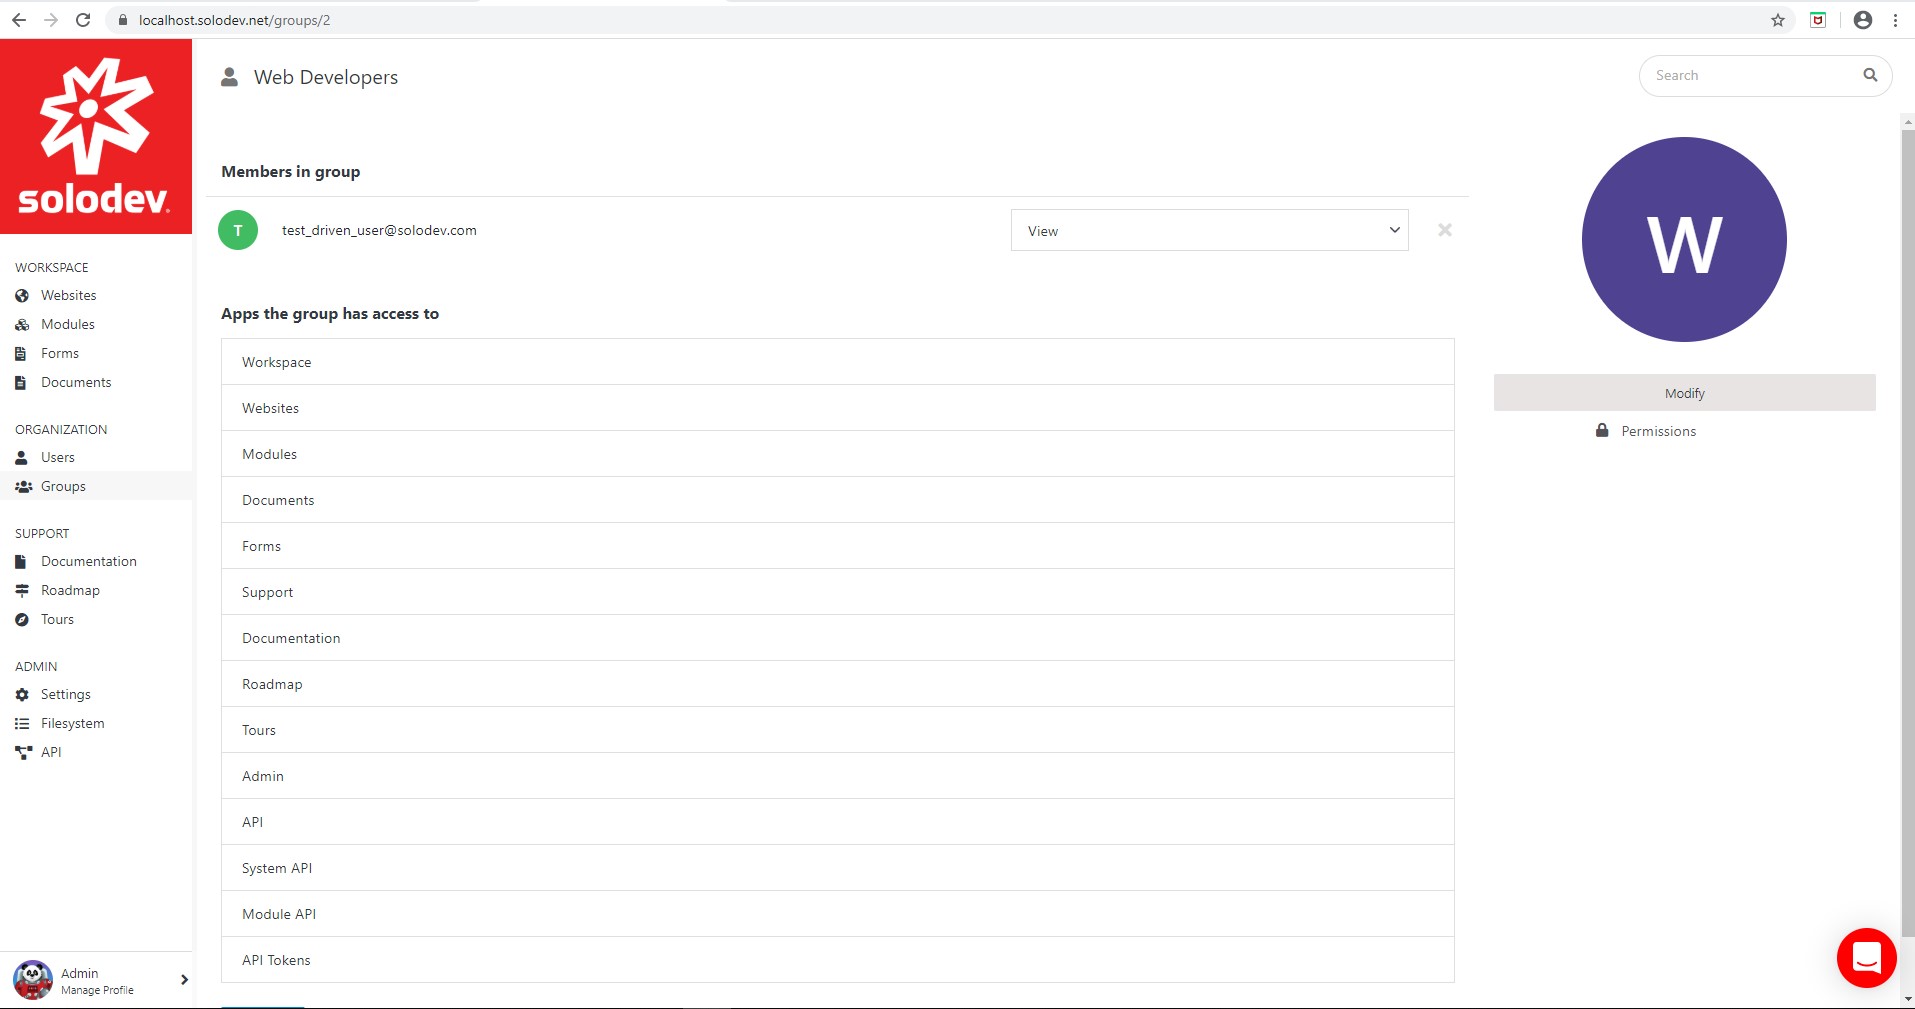 localhost.solodev.net/groups/2
solodev
Web Developers
Search
WORKSPACE
Websites
Modules
Forms
Documents
ORGANIZATION
Users
Groups
SUPPORT
Documentation
Roadmap
Tours
ADMIN
Settings
Filesystem
API
Admin
Manage Profile
Members in group
T
test_driven_user@solodev.com
View
Apps the group has access to
Workspace
Websites
Modules
Documents
Forms
Support
Documentation
Roadmap
Tours
Admin
API
System API
Module API
API Tokens
W
Modify
Permissions